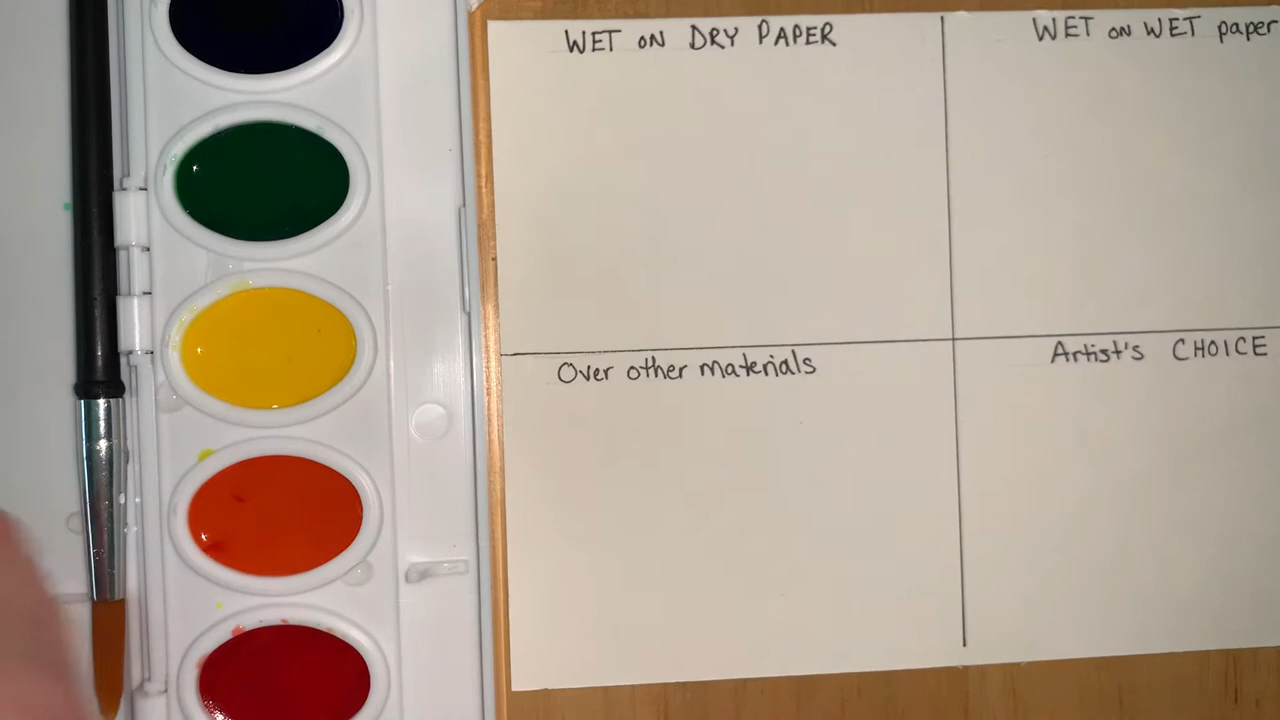 WET ON DRY PAPER
WET ON WET paper
Over other materials
Artist's CHOICE